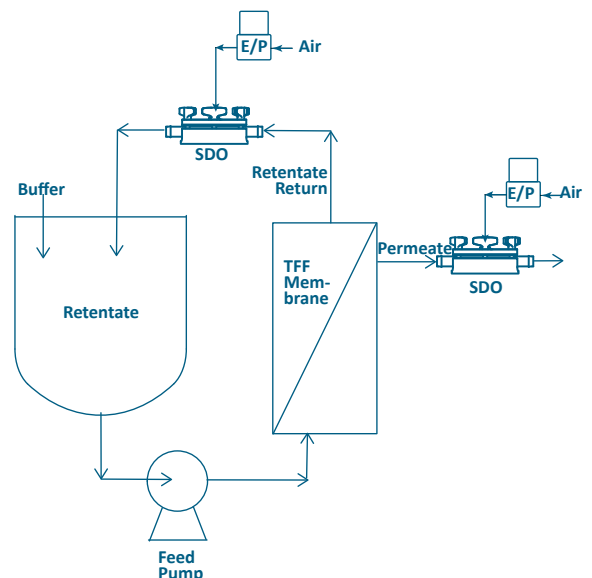 E/P
Air
SDO
Retentate
Return
Buffer
E/P
Air
Permeate
TFF
Mem-
brane
SDO
Retentate
Feed
Pump